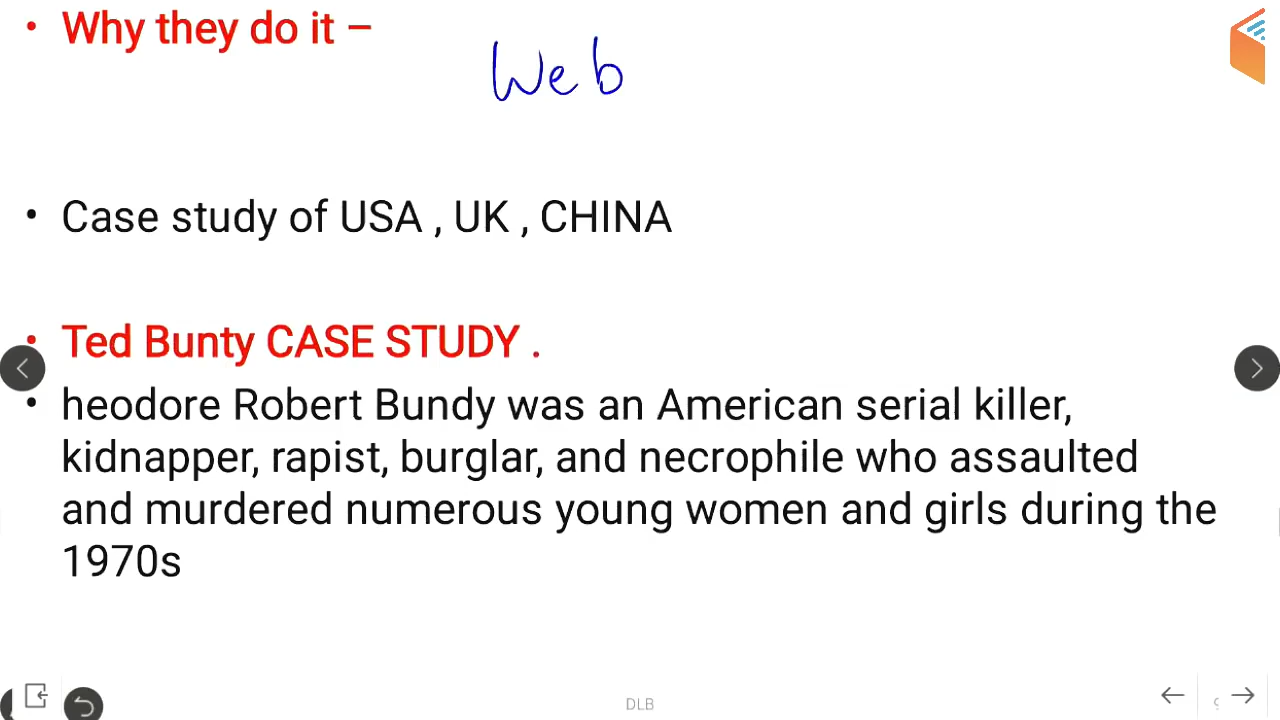 • Why they do it –
Web
• Case study of USA , UK , CHINA
• Ted Bunty CASE STUDY .
• heodore Robert Bundy was an American serial killer,
kidnapper, rapist, burglar, and necrophile who assaulted
and murdered numerous young women and girls during the
1970s
DLB